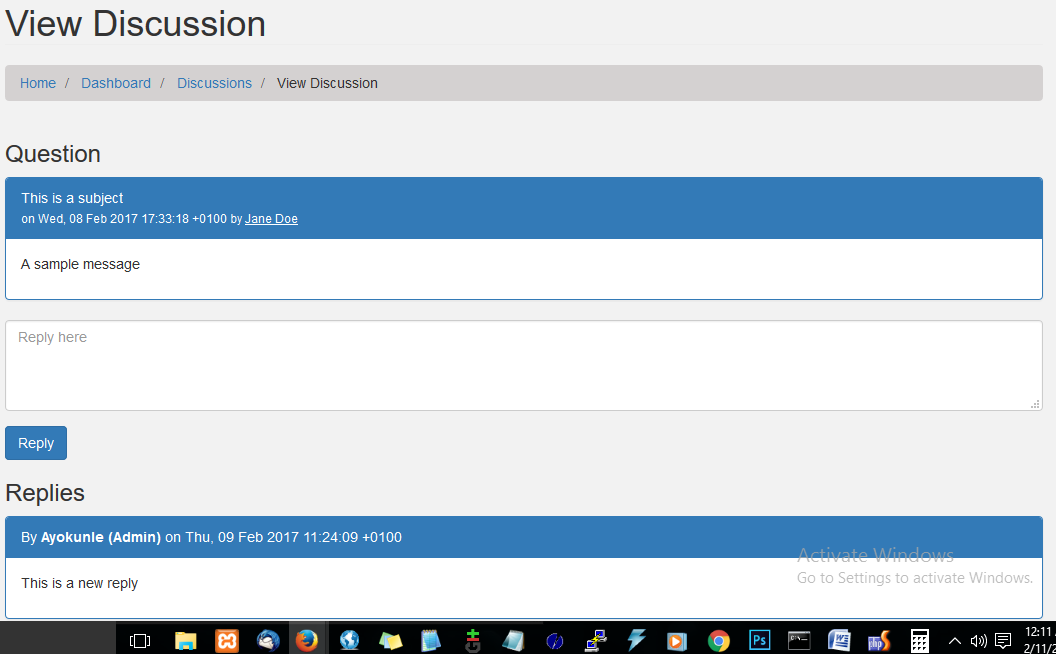 View Discussion
Home / Dashboard / Discussions / View Discussion
Question
This is a subject
on Wed, 08 Feb 2017 17:33:18 +0100 by Jane Doe
A sample message
Reply here
Reply
Replies
By Ayokunle (Admin) on Thu, 09 Feb 2017 11:24:09 +0100
This is a new reply
Activate Windows
Go to Settings to activate Windows.
Ps
php
12:11
2/11/2